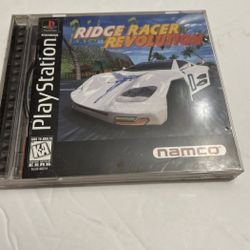 RIDGE RACER
REVOLUTION
PlayStation
namco
K-A